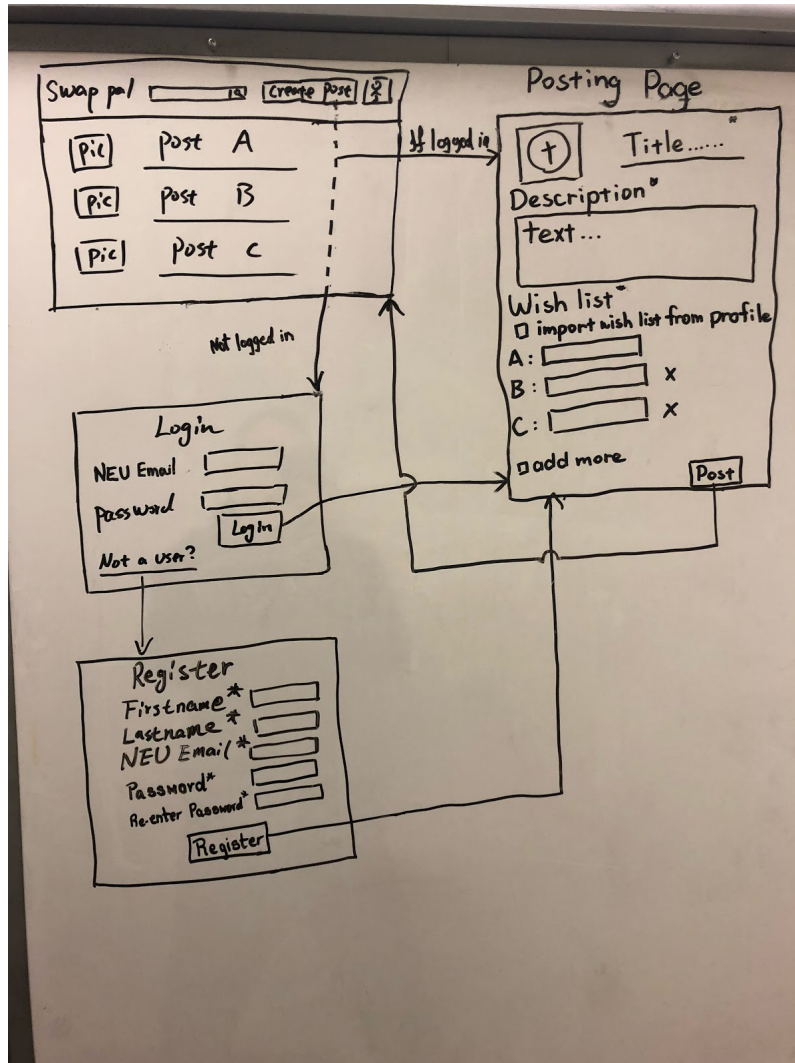 Swap pal Create Post
pic Post A
pic Post B
pic Post C
If logged in
Not logged in
Posting Page
+ Title......*
Description*
text...
Wish list*
import wish list from profile
A:
B: x
C: x
add more
Post
Login
NEU Email
Password
Login
Not a user?
Register
Firstname*
Lastname*
NEU Email*
Password*
Re-enter Password*
Register